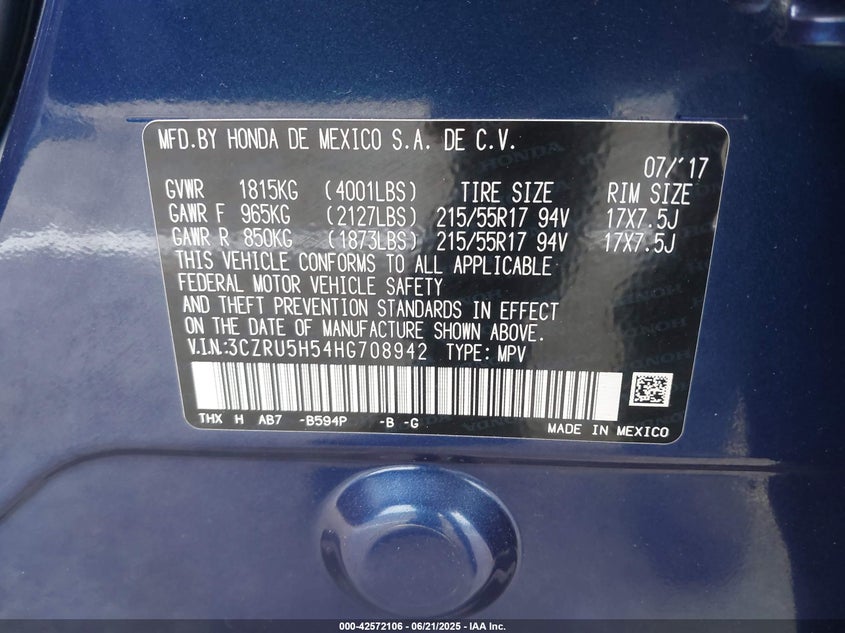 MFD.BY HONDA DE MEXICO S.A. DE C.V.
07/'17
GVWR 1815KG (4001LBS) TIRE SIZE RIM SIZE
GAWR F 965KG (2127LBS) 215/55R17 94V 17X7.5J
GAWR R 850KG (1873LBS) 215/55R17 94V 17X7.5J
THIS VEHICLE CONFORMS TO ALL APPLICABLE
FEDERAL MOTOR VEHICLE SAFETY
AND THEFT PREVENTION STANDARDS IN EFFECT
ON THE DATE OF MANUFACTURE SHOWN ABOVE.
V.I.N.:3CZRU5H54HG708942 TYPE: MPV
THX H AB7 -B594P -B -G
MADE IN MEXICO
HONDA
HONDA
HONDA
000-42572106 - 06/21/2025 - IAA Inc.